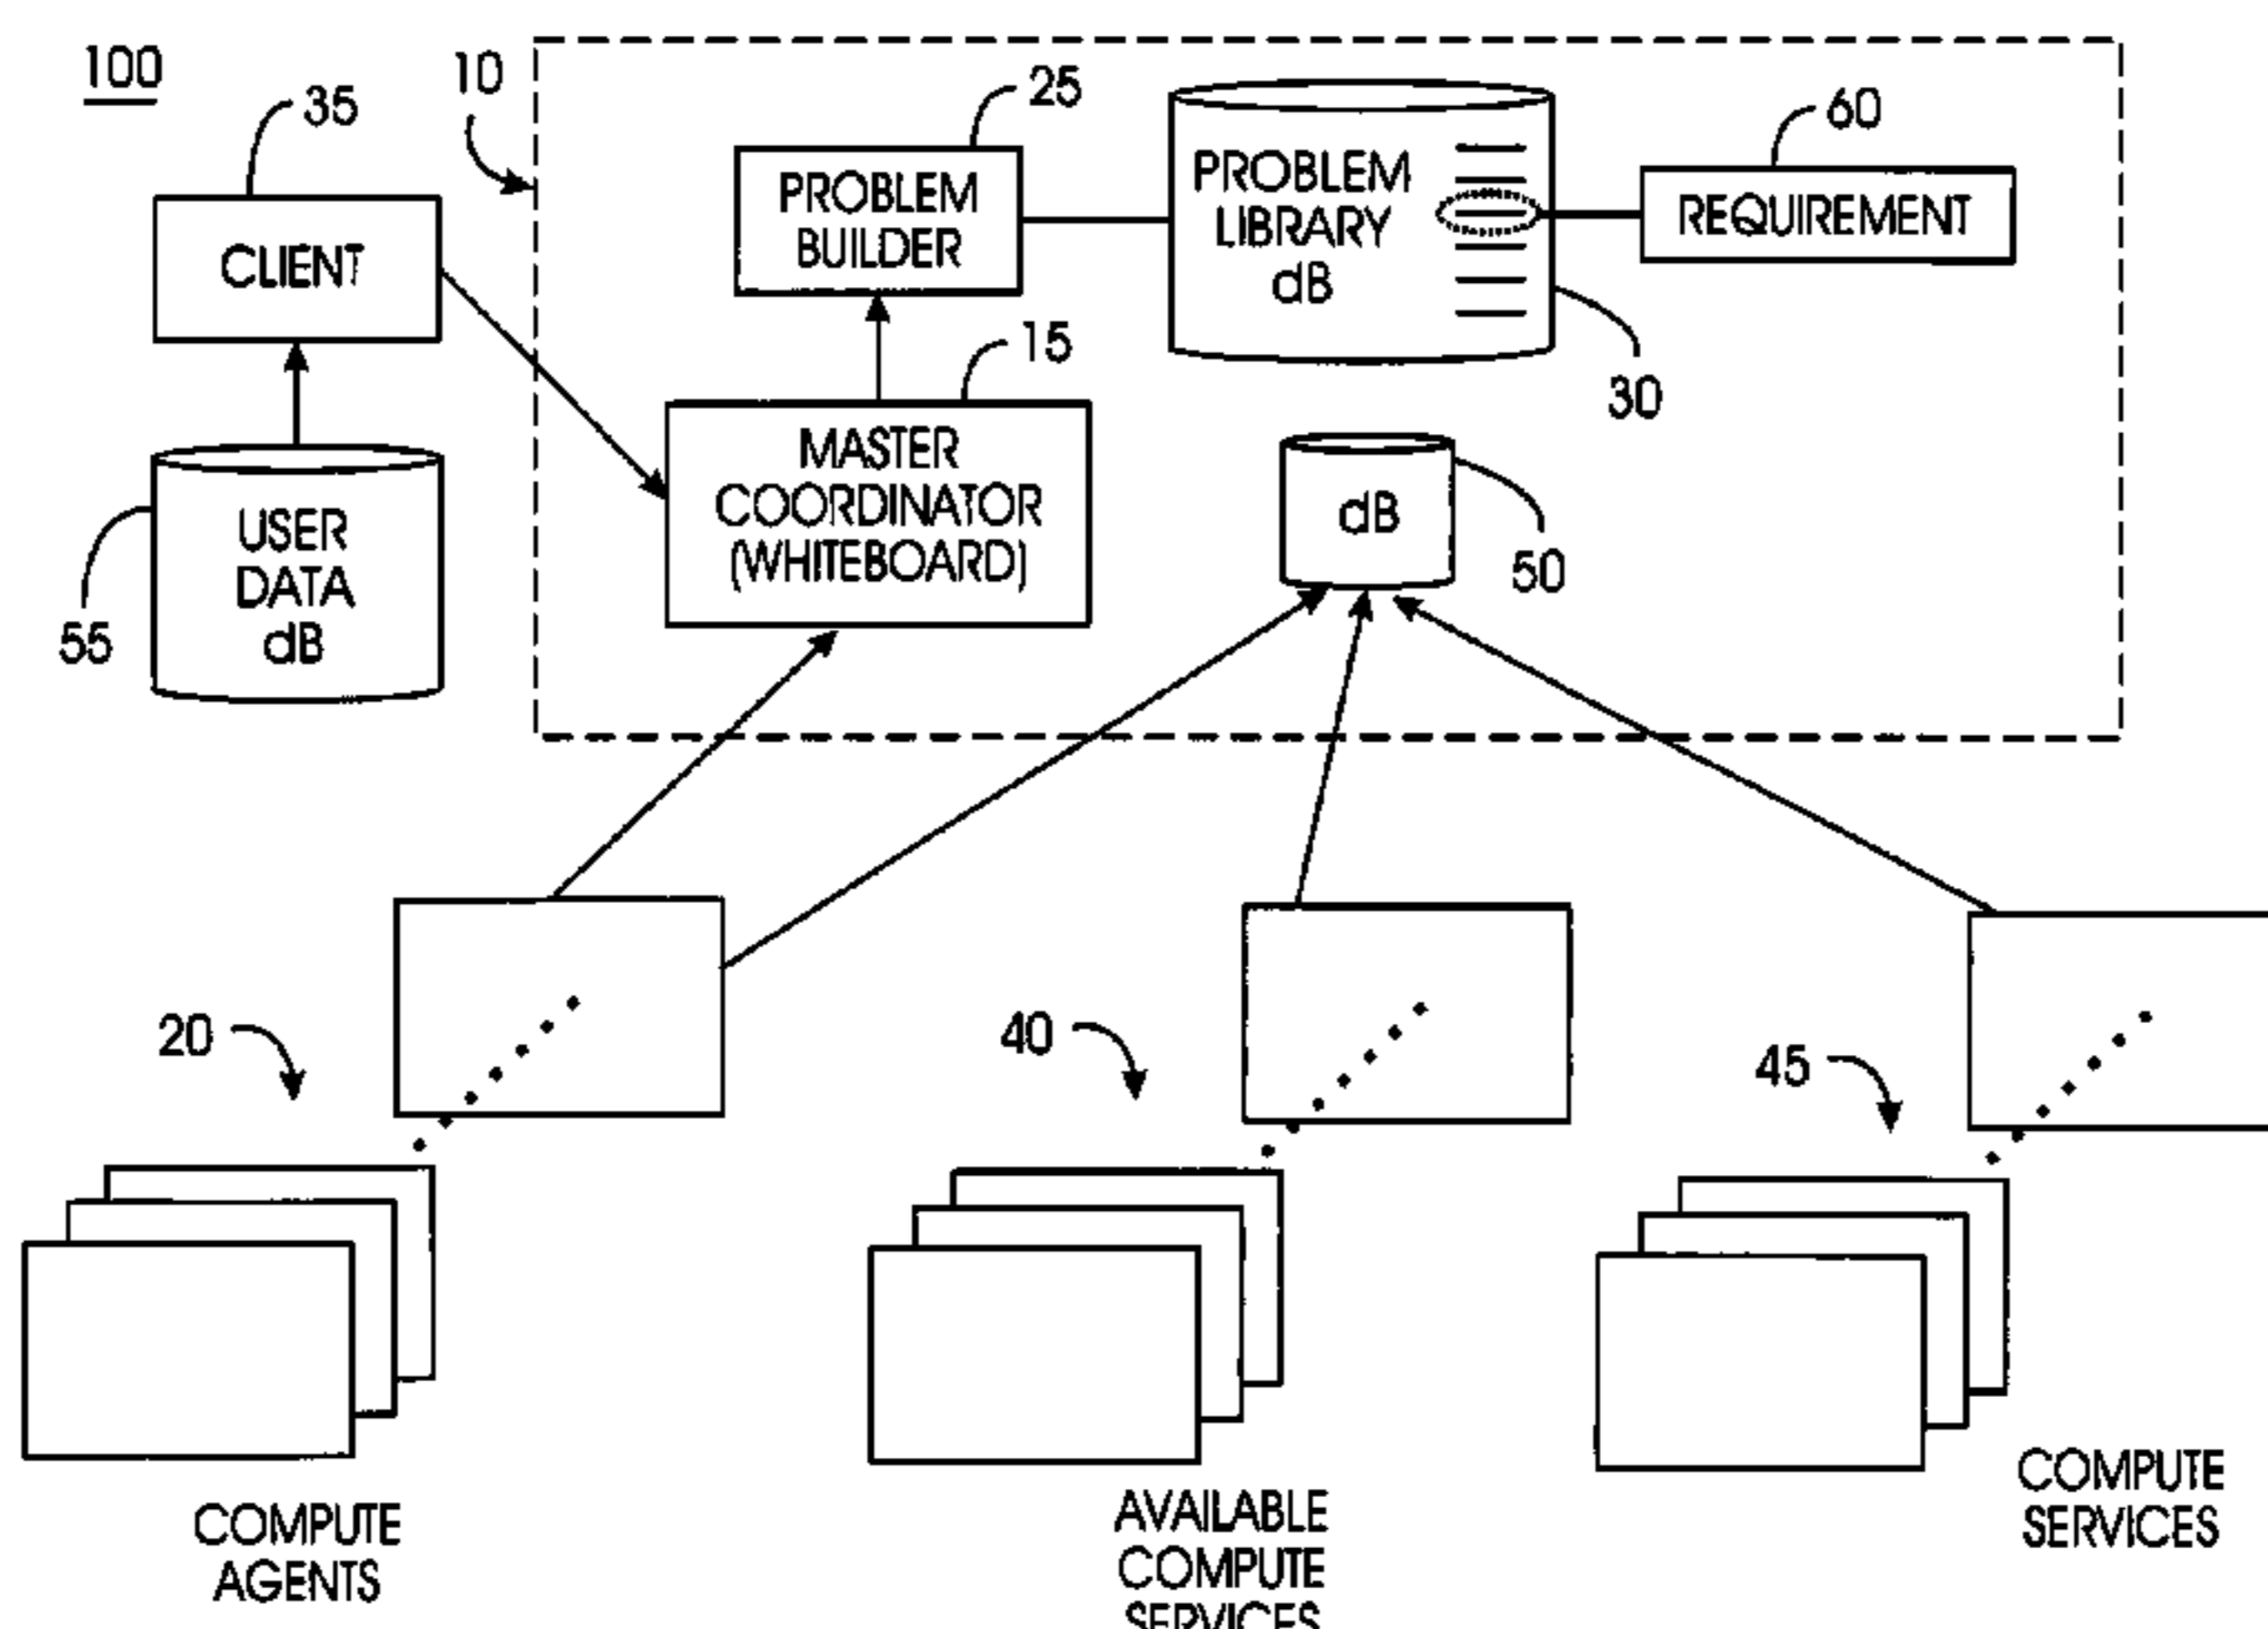 100
35
10
25
60
CLIENT
PROBLEM
BUILDER
PROBLEM
LIBRARY
dB
REQUIREMENT
15
30
MASTER
COORDINATOR
(WHITEBOARD)
USER
DATA
dB
55
dB
50
20
40
45
COMPUTE
AGENTS
AVAILABLE
COMPUTE
SERVICES
COMPUTE
SERVICES